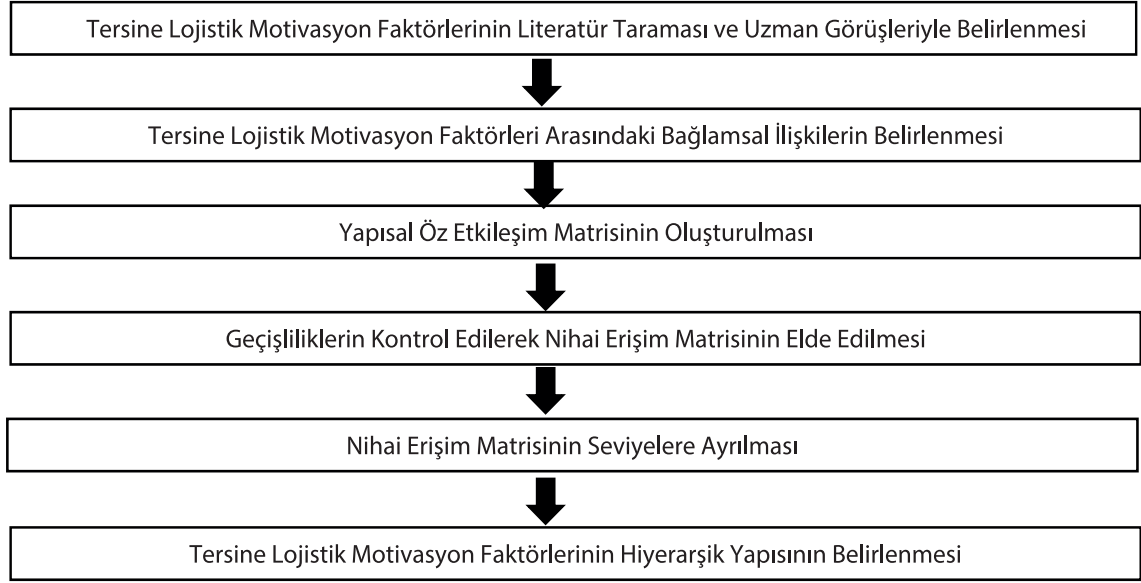 Tersine Lojistik Motivasyon Faktörlerinin Literatür Taraması ve Uzman Görüşleriyle Belirlenmesi
Tersine Lojistik Motivasyon Faktörleri Arasındaki Bağlamsal İlişkilerin Belirlenmesi
Yapısal Öz Etkileşim Matrisinin Oluşturulması
Geçişliliklerin Kontrol Edilerek Nihai Erişim Matrisinin Elde Edilmesi
Nihai Erişim Matrisinin Seviyelere Ayrılması
Tersine Lojistik Motivasyon Faktörlerinin Hiyerarşik Yapısının Belirlenmesi